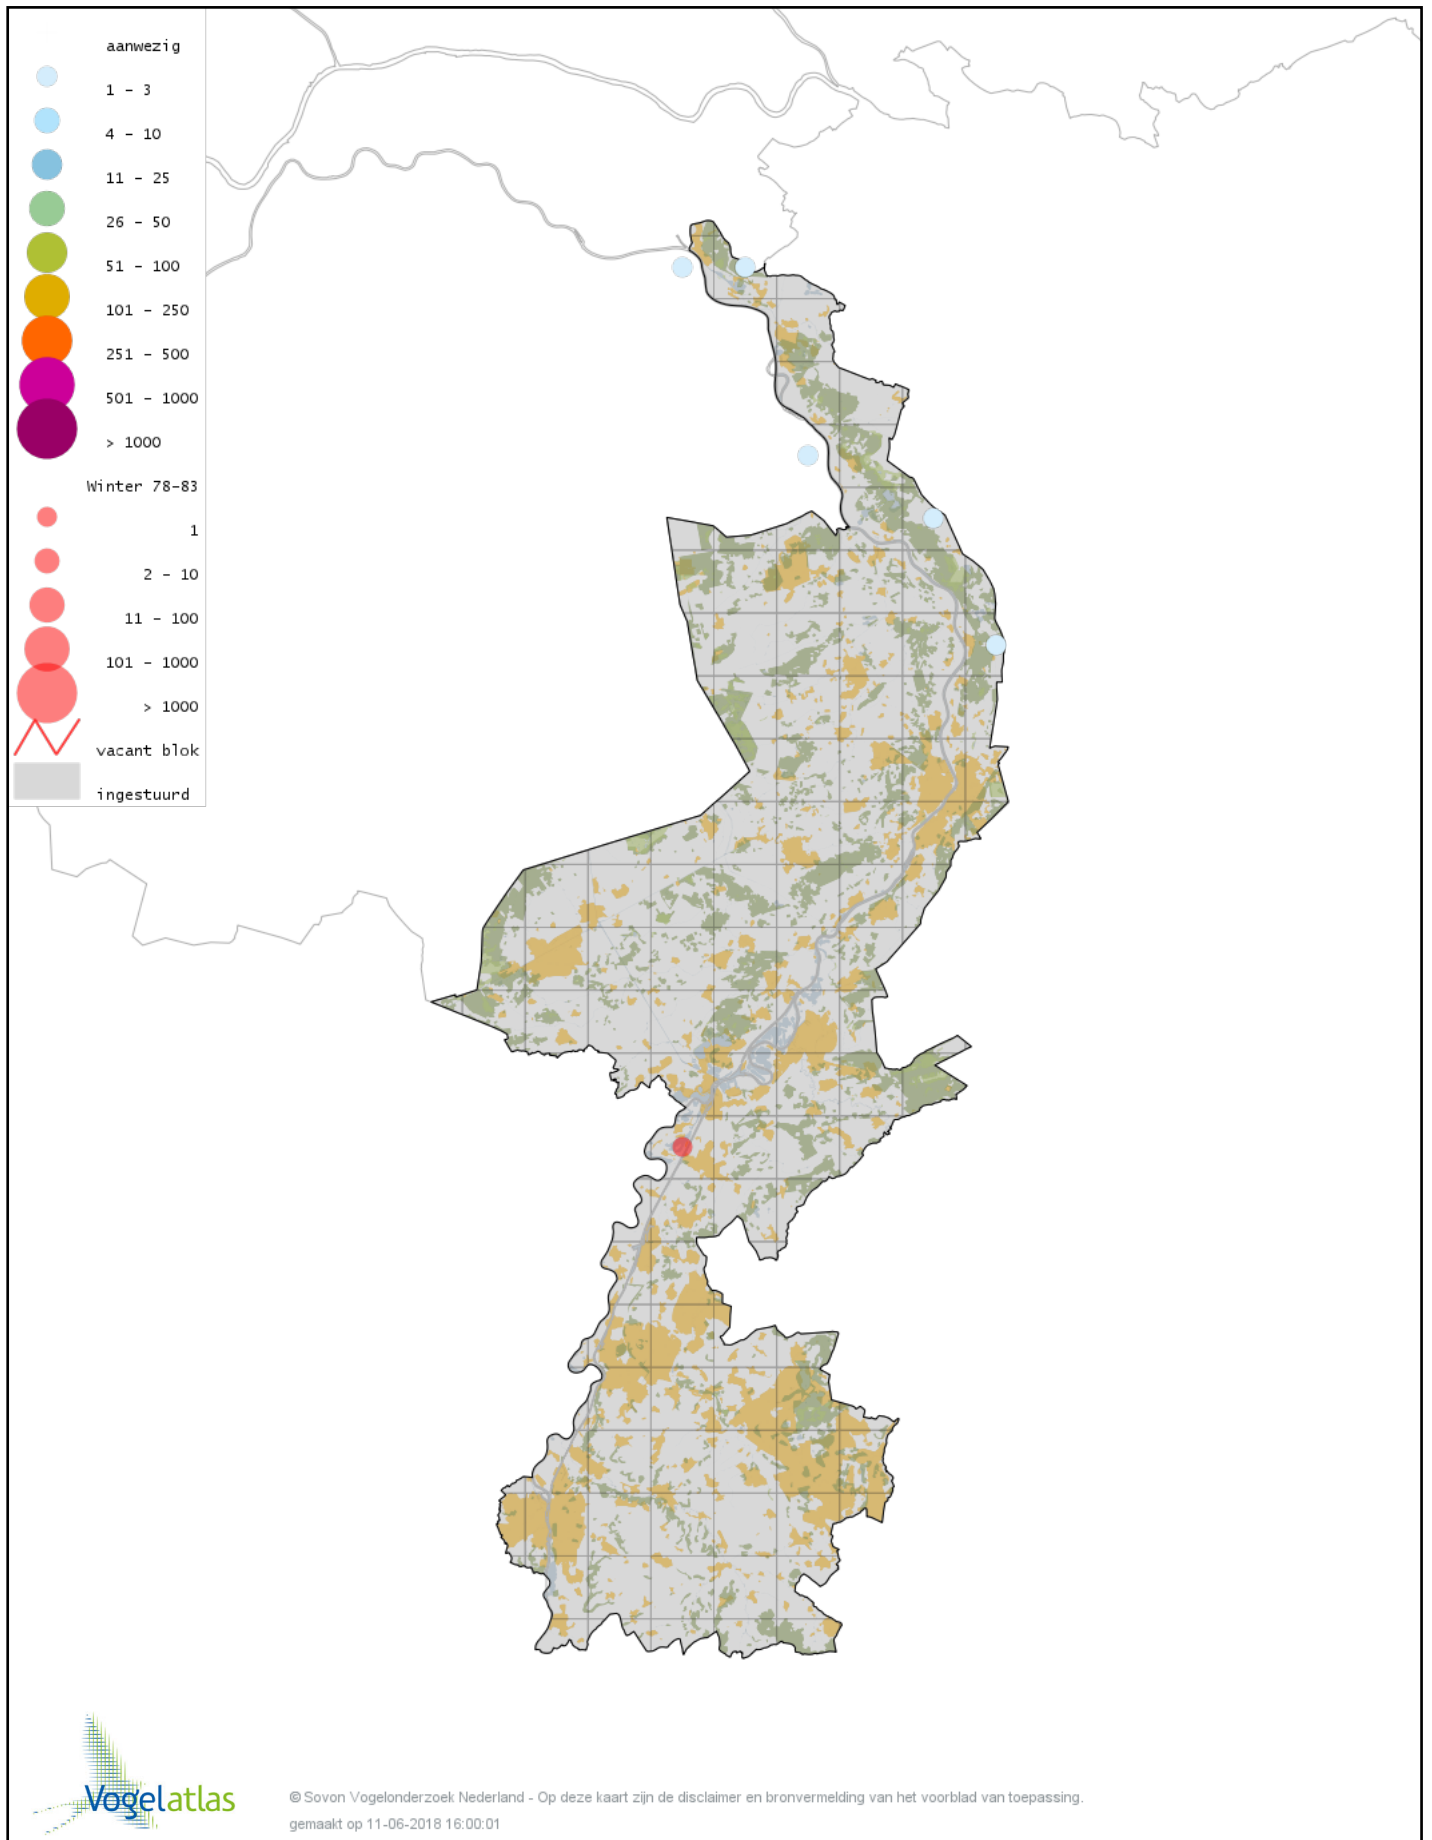 aanwezig
1 - 3
4 - 10
11 - 25
26 - 50
51 - 100
101 - 250
251 - 500
501 - 1000
> 1000
Winter 78-83
1
2 - 10
11 - 100
101 - 1000
> 1000
vacant blok
ingestuurd
Vogelatlas
© Sovon Vogelonderzoek Nederland - Op deze kaart zijn de disclaimer en bronvermelding van het voorblad van toepassing.
gemaakt op 11-06-2018 16:00:01